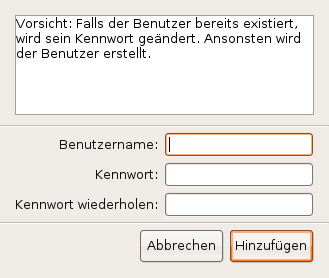 Vorsicht: Falls der Benutzer bereits existiert,
wird sein Kennwort geändert. Ansonsten wird
der Benutzer erstellt.
Benutzername:
Kennwort:
Kennwort wiederholen:
Abbrechen
Hinzufügen